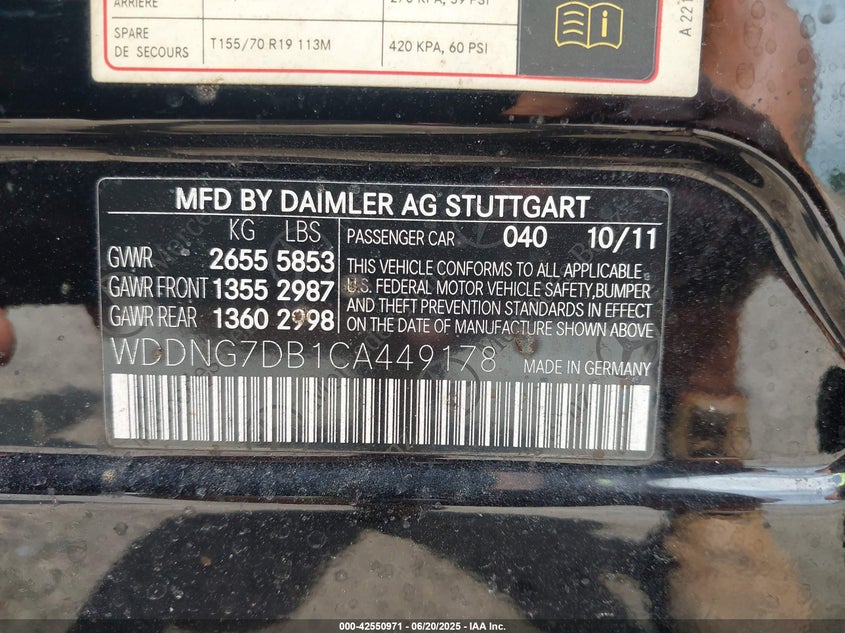 ARRIÈRE
SPARE T155/70 R19 113M 420 KPA, 60 PSI
DE SECOURS
A 221
MFD BY DAIMLER AG STUTTGART
KG LBS PASSENGER CAR 040 10/11
GWR 2655 5853
GAWR FRONT 1355 2987
GAWR REAR 1360 2998
THIS VEHICLE CONFORMS TO ALL APPLICABLE
U.S. FEDERAL MOTOR VEHICLE SAFETY,BUMPER
AND THEFT PREVENTION STANDARDS IN EFFECT
ON THE DATE OF MANUFACTURE SHOWN ABOVE
WDDNG7DB1CA449178 MADE IN GERMANY
000-42550971 - 06/20/2025 - IAA Inc.